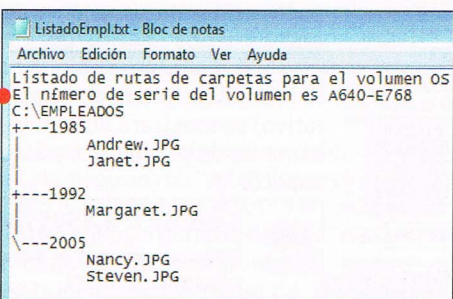 ListadoEmpl.txt - Bloc de notas
Archivo Edición Formato Ver Ayuda
Listado de rutas de carpetas para el volumen OS
El nímero de serie del volumen es A640-E768
C:\EMPLEADOS
+---1985
|       Andrew.JPG
|       Janet.JPG
|
+---1992
|       Margaret.JPG
|
\---2005
        Nancy.JPG
        Steven.JPG